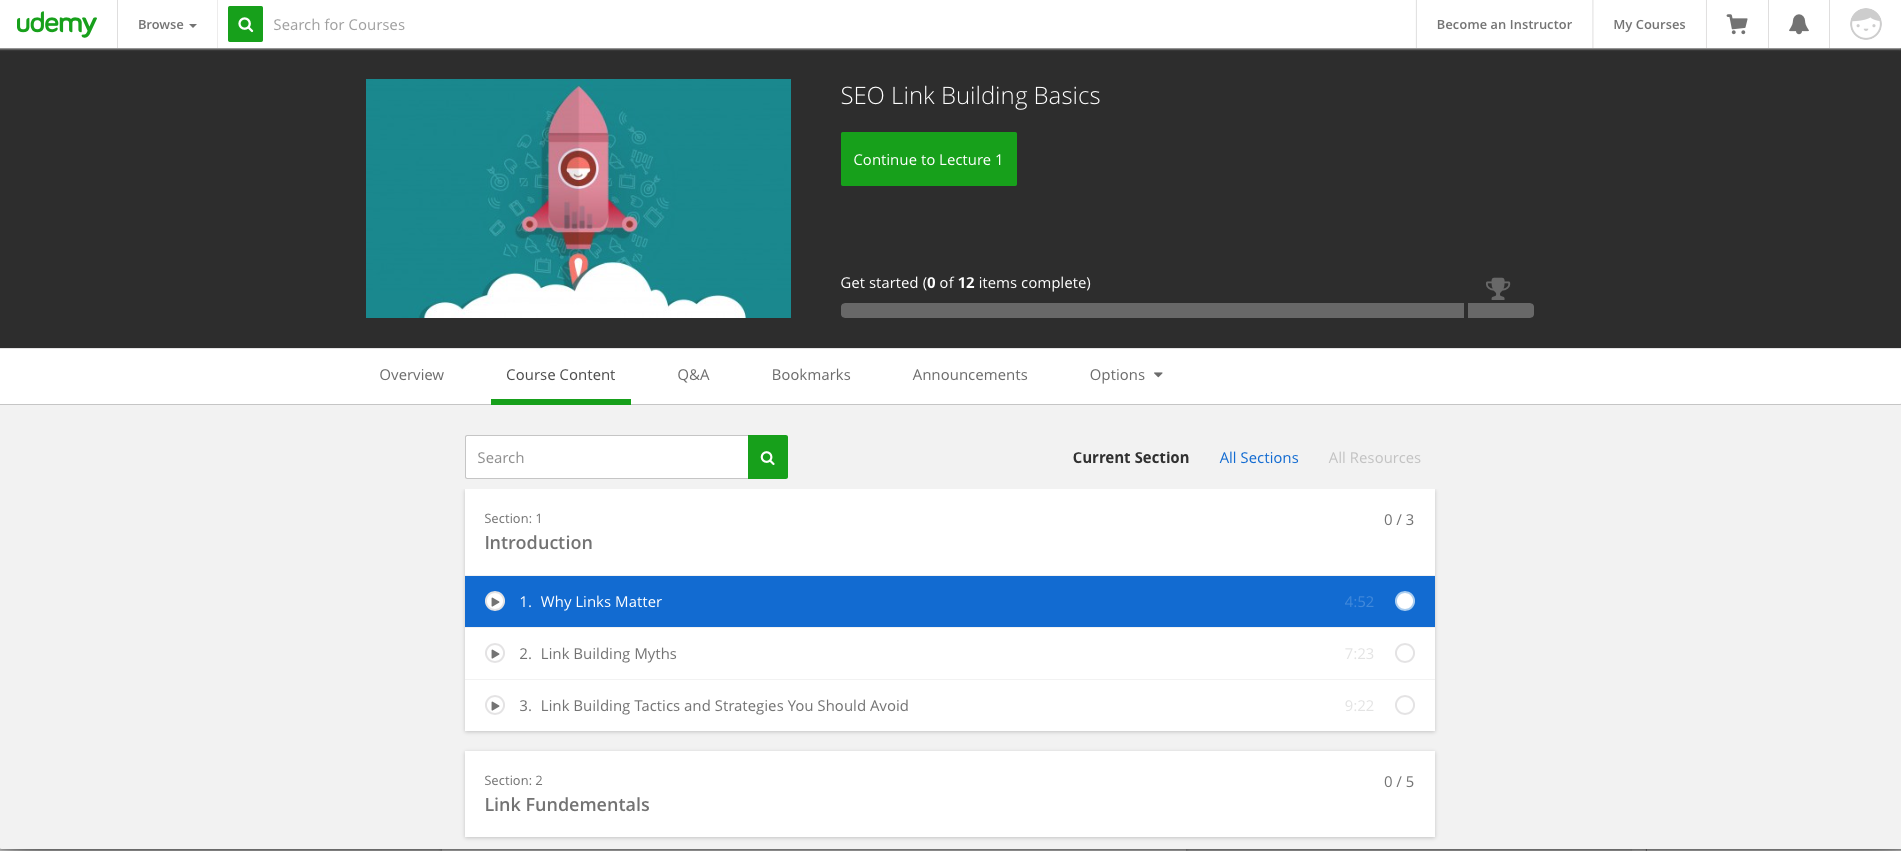 udemy
Browse
Search for Courses
Become an Instructor
My Courses
SEO Link Building Basics
Continue to Lecture 1
Get started (0 of 12 items complete)
Overview
Course Content
Q&A
Bookmarks
Announcements
Options
Search
Current Section
All Sections
All Resources
Section: 1
0 / 3
Introduction
1. Why Links Matter
4:52
2. Link Building Myths
7:23
3. Link Building Tactics and Strategies You Should Avoid
9:22
Section: 2
0 / 5
Link Fundementals